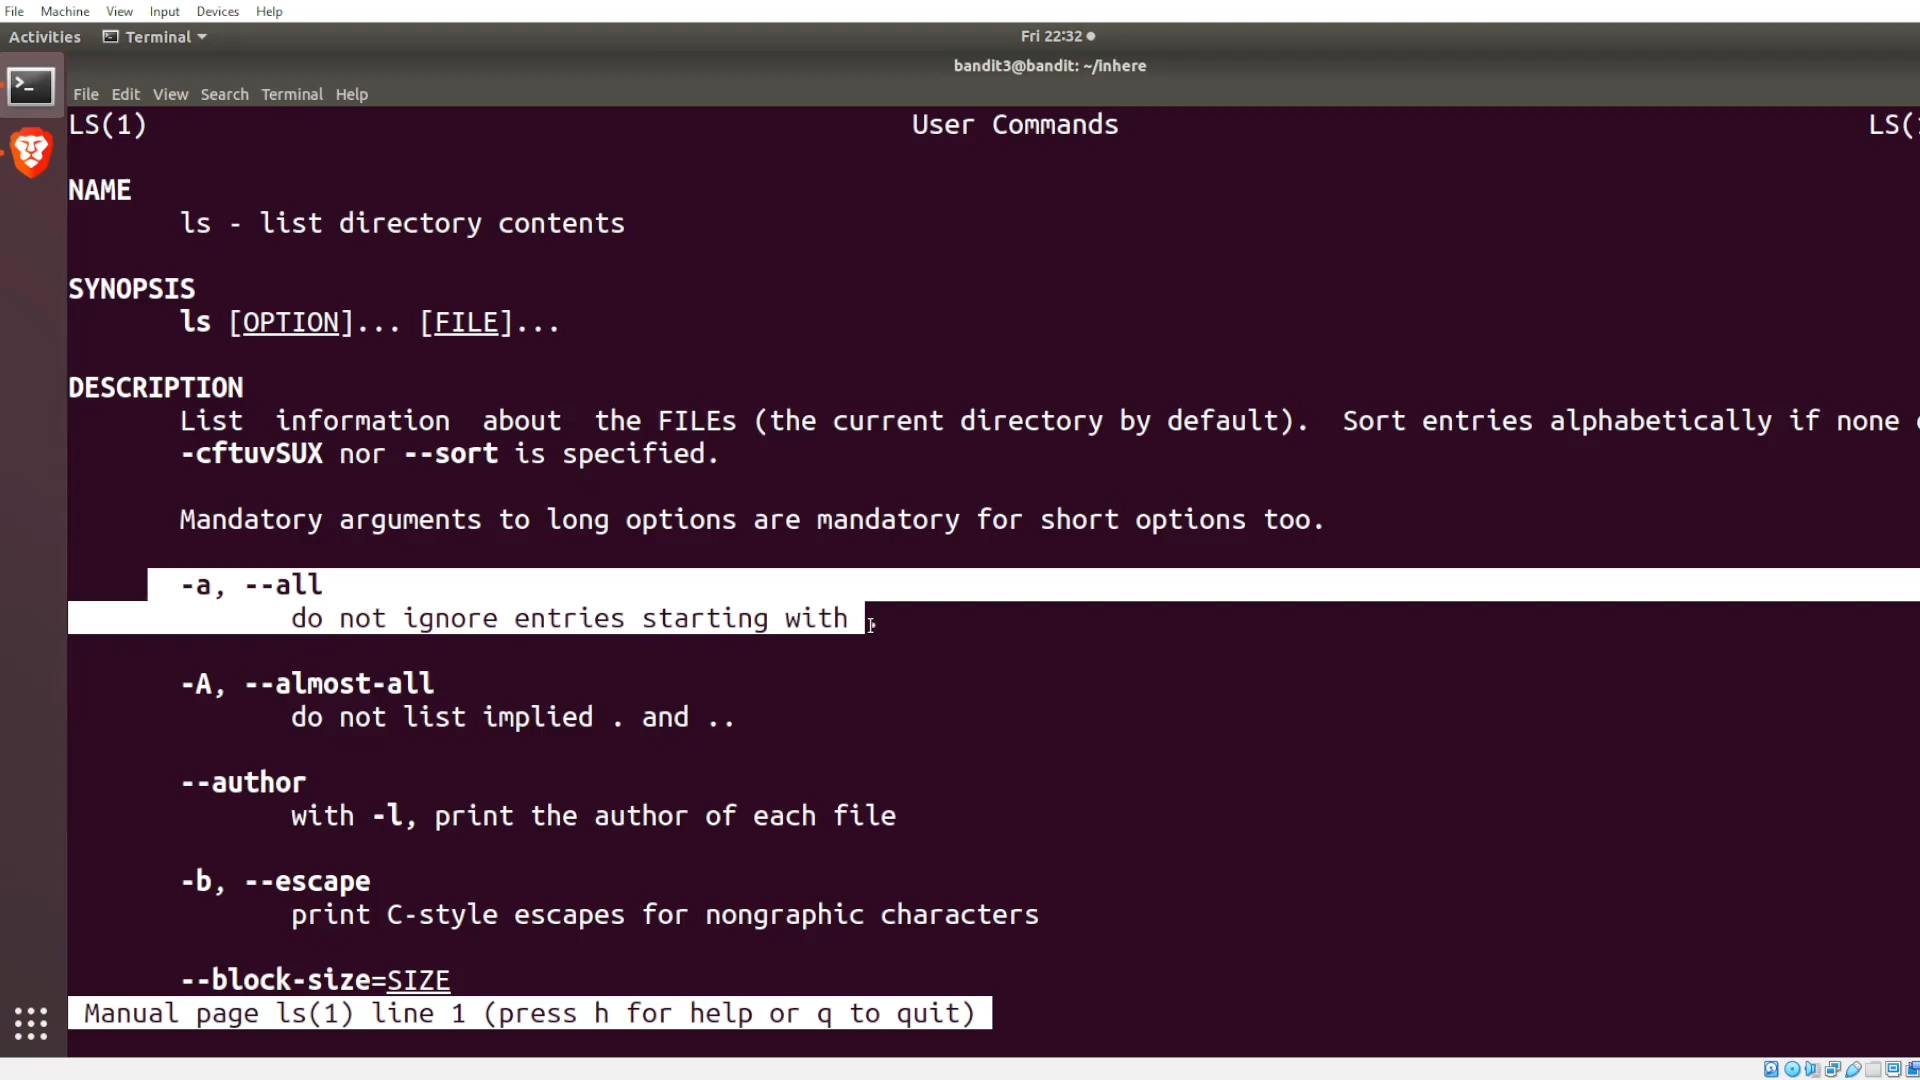 File Machine View Input Devices Help
Activities Terminal Fri 22:32
bandit3@bandit: ~/inhere
File Edit View Search Terminal Help
LS(1) User Commands LS(
NAME
ls - list directory contents
SYNOPSIS
ls [OPTION]... [FILE]...
DESCRIPTION
List information about the FILEs (the current directory by default). Sort entries alphabetically if none
-cftuvSUX nor --sort is specified.
Mandatory arguments to long options are mandatory for short options too.
-a, --all
do not ignore entries starting with .
-A, --almost-all
do not list implied . and ..
--author
with -l, print the author of each file
-b, --escape
print C-style escapes for nongraphic characters
--block-size=SIZE
Manual page ls(1) line 1 (press h for help or q to quit)